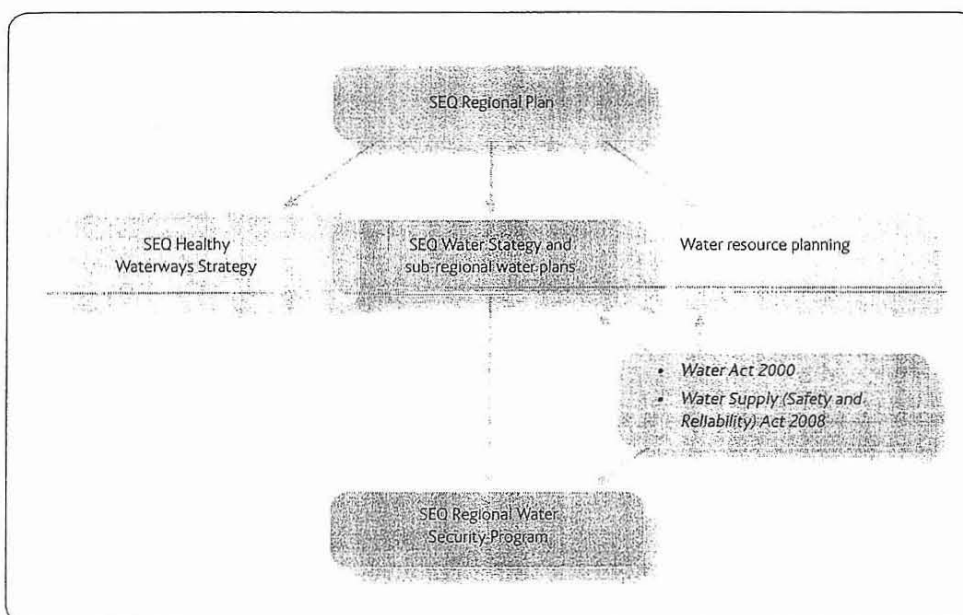 SEQ Regional Plan
SEQ Healthy
Waterways Strategy
SEQ Water Stategy and
sub-regional water plans
Water resource planning
• Water Act 2000
• Water Supply (Safety and
Reliability) Act 2008
SEQ Regional Water
Security Program